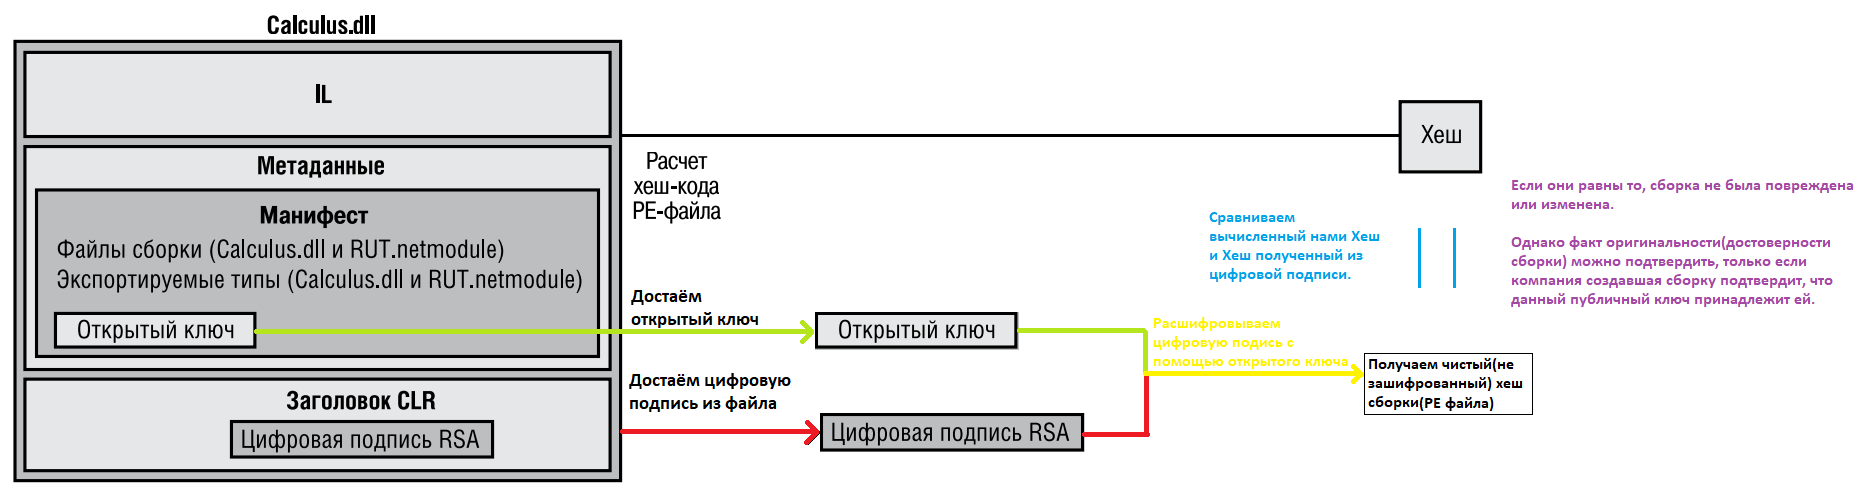 Calculus.dll
IL
Метаданные
Манифест
Файлы сборки (Calculus.dll и RUT.netmodule)
Экспортируемые типы (Calculus.dll и RUT.netmodule)
Открытый ключ
Заголовок CLR
Цифровая подпись RSA
Расчет
хеш-кода
PE-файла
Достаём
открытый ключ
Открытый ключ
Достаём цифровую
подпись из файла
Цифровая подпись RSA
Расшифровываем
цифровую подись с
помощью открытого ключа
Получаем чистый(не
зашифрованный) хеш
сборки(PE файла)
Сравниваем
вычисленный нами Хеш
и Хеш полученный из
цифровой подписи.
Хеш
Если они равны то, сборка не была повреждена
или изменена.
Однако факт оригинальности(достоверности
сборки) можно подтвердить, только если
компания создавшая сборку подтвердит, что
данный публичный ключ принадлежит ей.